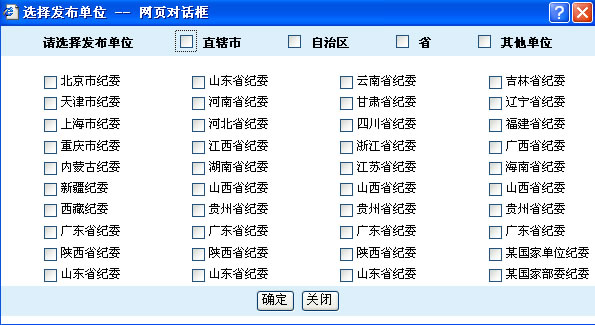 选择发布单位 -- 网页对话框
请选择发布单位 直辖市 自治区 省 其他单位
北京市纪委 山东省纪委 云南省纪委 吉林省纪委
天津市纪委 河南省纪委 甘肃省纪委 辽宁省纪委
上海市纪委 河北省纪委 四川省纪委 福建省纪委
重庆市纪委 江西省纪委 浙江省纪委 广西省纪委
内蒙古纪委 湖南省纪委 江苏省纪委 海南省纪委
新疆纪委 山西省纪委 山西省纪委 山西省纪委
西藏纪委 贵州省纪委 贵州省纪委 贵州省纪委
广东省纪委 广东省纪委 广东省纪委 广东省纪委
陕西省纪委 陕西省纪委 陕西省纪委 某国家单位纪委
山东省纪委 山东省纪委 山东省纪委 某国家部委纪委
确定 关闭